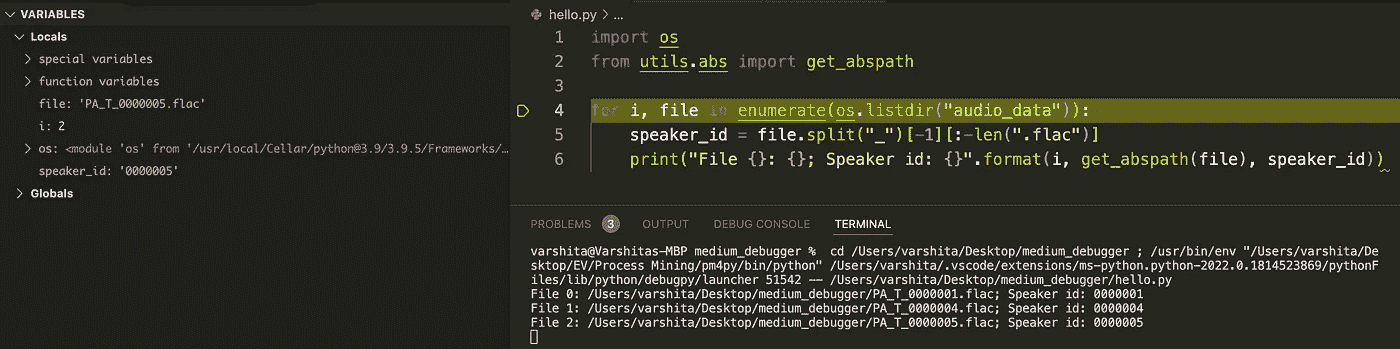 VARIABLES
Locals
special variables
function variables
file: 'PA_T_0000005.flac'
i: 2
os: <module 'os' from '/usr/local/Cellar/python@3.9/3.9.5/Frameworks/…
speaker_id: '0000005'
Globals
hello.py > ...
1 import os
2 from utils.abs import get_abspath
3
4 for i, file in enumerate(os.listdir("audio_data")):
5 speaker_id = file.split("_")[-1][:-len(".flac")]
6 print("File {}: {}; Speaker id: {}".format(i, get_abspath(file), speaker_id))
PROBLEMS 3 OUTPUT DEBUG CONSOLE TERMINAL
varshita@Varshitas-MBP medium_debugger % cd /Users/varshita/Desktop/medium_debugger ; /usr/bin/env "/Users/varshita/De
sktop/EV/Process Mining/pm4py/bin/python" /Users/varshita/.vscode/extensions/ms-python.python-2022.0.1814523869/pythonF
iles/lib/python/debugpy/launcher 51542 -- /Users/varshita/Desktop/medium_debugger/hello.py
File 0: /Users/varshita/Desktop/medium_debugger/PA_T_0000001.flac; Speaker id: 0000001
File 1: /Users/varshita/Desktop/medium_debugger/PA_T_0000004.flac; Speaker id: 0000004
File 2: /Users/varshita/Desktop/medium_debugger/PA_T_0000005.flac; Speaker id: 0000005